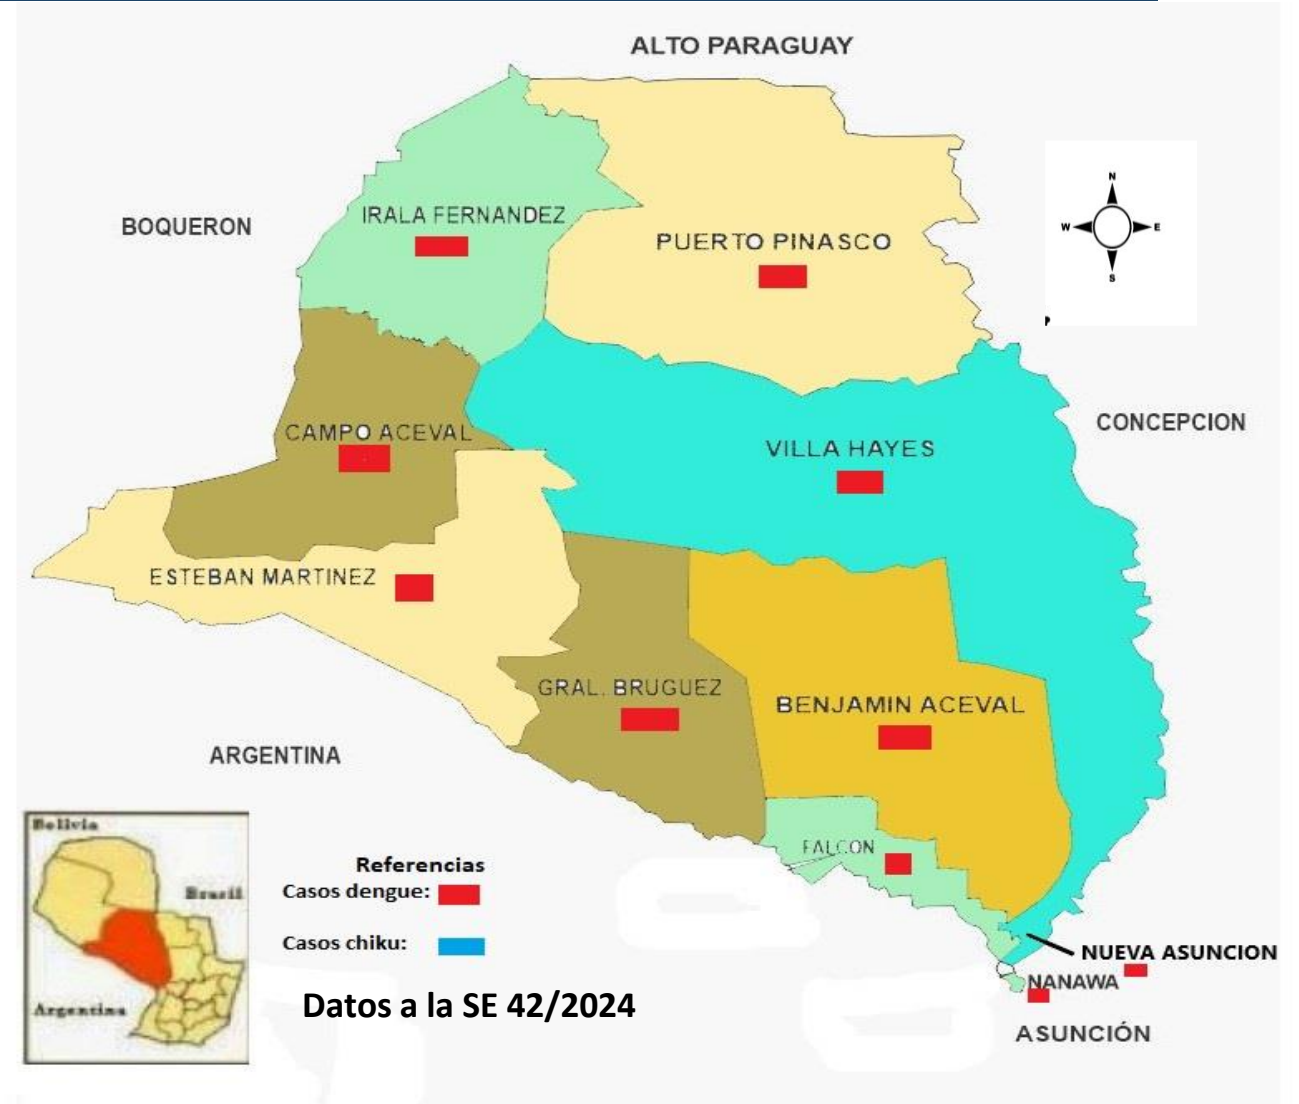 ALTO PARAGUAY
N
W
E
S
BOQUERON
IRALA FERNANDEZ
PUERTO PINASCO
CONCEPCION
CAMPO ACEVAL
VILLA HAYES
ESTEBAN MARTINEZ
GRAL. BRUGUEZ
BENJAMIN ACEVAL
ARGENTINA
Bolivia
Brasil
Argentina
FALCON
Referencias
Casos dengue:
Casos chiku:
NUEVA ASUNCION
NANAWA
Datos a la SE 42/2024
ASUNCIÓN